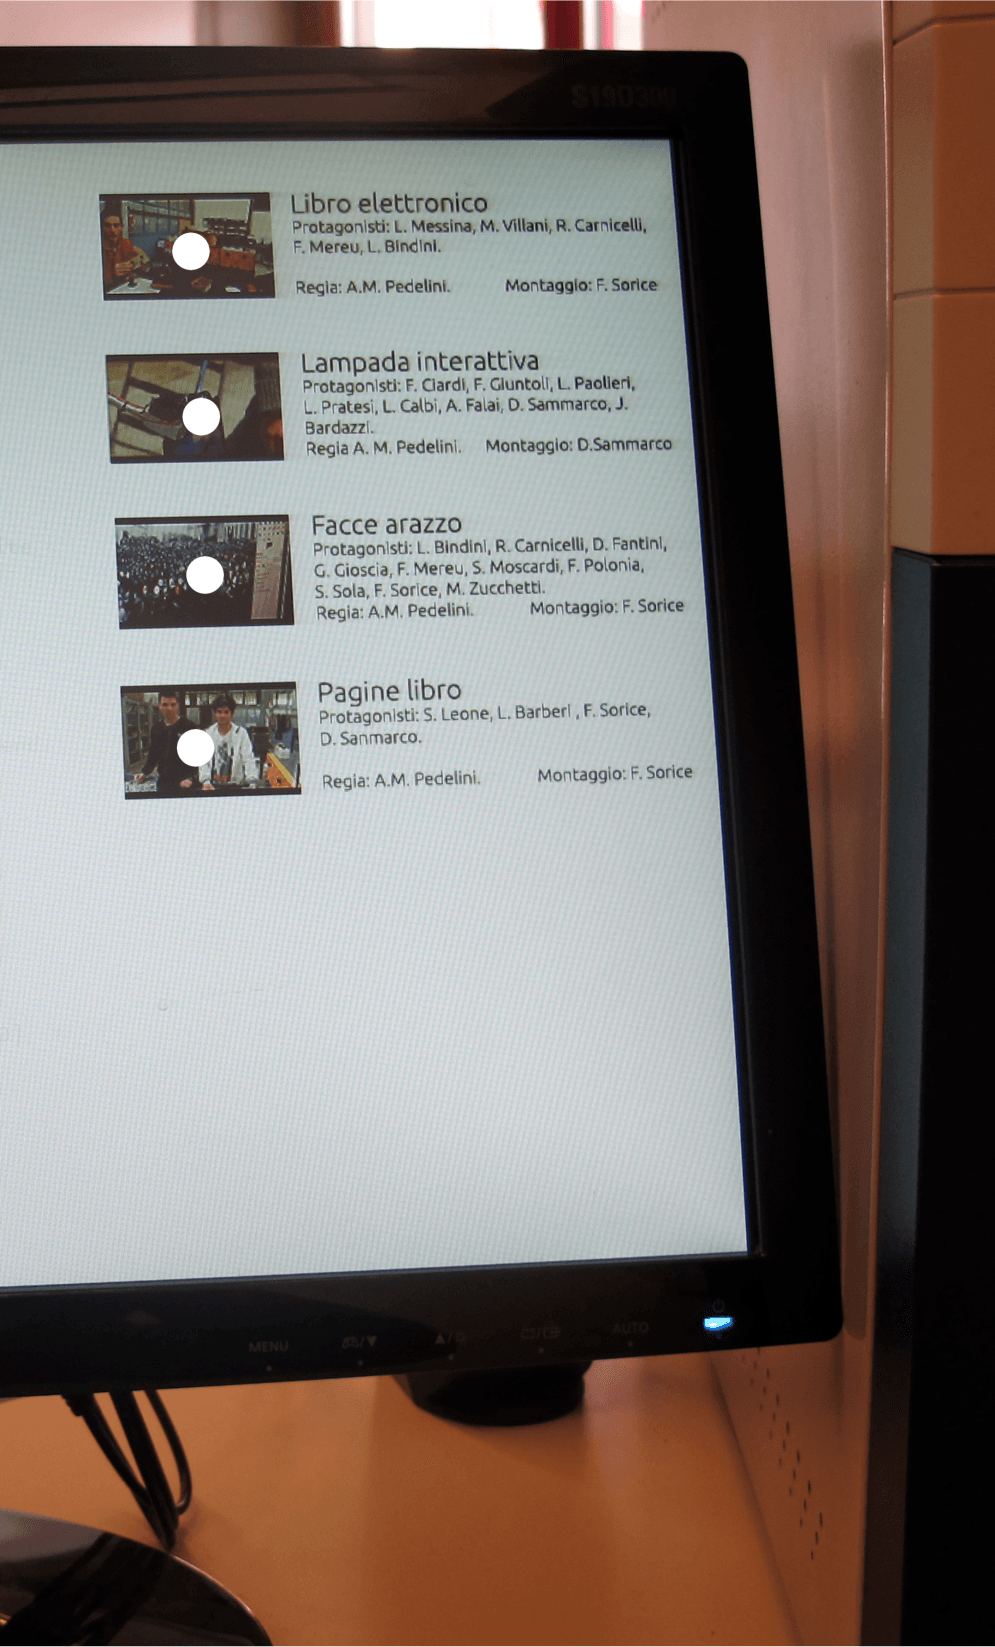 S19D300
Libro elettronico
Protagonisti: L. Messina, M. Villani, R. Carnicelli,
F. Mereu, L. Bindini.
Regia: A.M. Pedelini. Montaggio: F. Sorice
Lampada interattiva
Protagonisti: F. Ciardi, F. Giuntoli, L. Paolieri,
L. Pratesi, L. Calbi, A. Falai, D. Sammarco, J.
Bardazzi.
Regia A. M. Pedelini. Montaggio: D.Sammarco
Facce arazzo
Protagonisti: L. Bindini, R. Carnicelli, D. Fantini,
G. Gioscia, F. Mereu, S. Moscardi, F. Polonia,
S. Sola, F. Sorice, M. Zucchetti.
Regia: A.M. Pedelini. Montaggio: F. Sorice
Pagine libro
Protagonisti: S. Leone, L. Barberi , F. Sorice,
D. Sanmarco.
Regia: A.M. Pedelini. Montaggio: F. Sorice
MENU AUTO